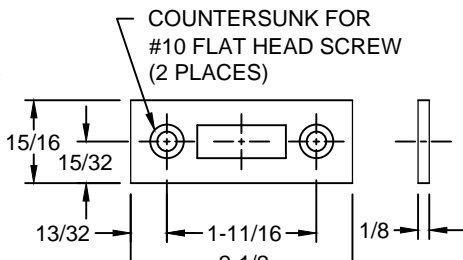 COUNTERSUNK FOR
#10 FLAT HEAD SCREW
(2 PLACES)
15/16
15/32
13/32
1-11/16
1/8